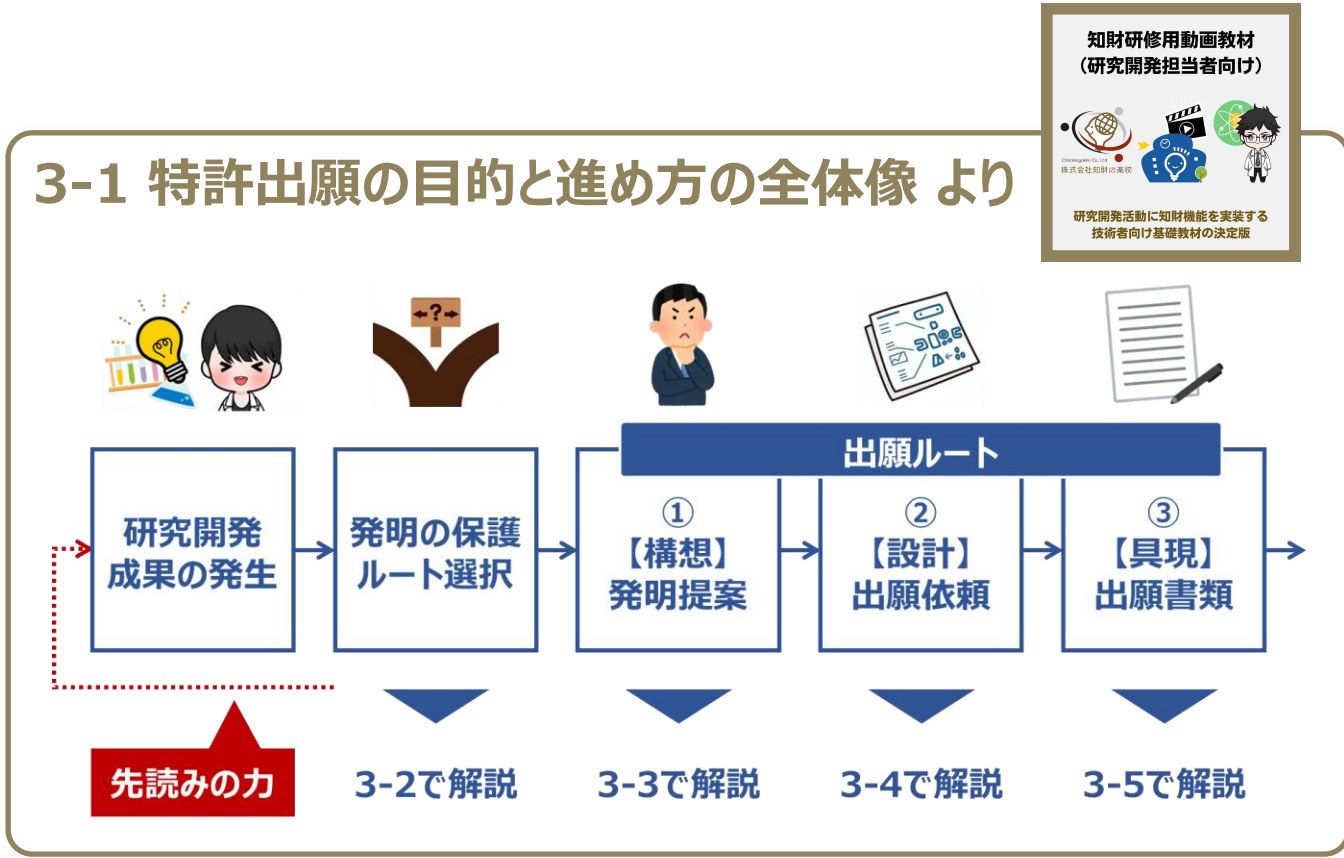 知財研修用動画教材
（研究開発担当者向け）
株式会社知財の楽校
研究開発活動に知財機能を実装する
技術者向け基礎教材の決定版
3-1 特許出願の目的と進め方の全体像 より
←?→
出願ルート
研究開発
成果の発生
発明の保護
ルート選択
①
【構想】
発明提案
②
【設計】
出願依頼
③
【具現】
出願書類
先読みの力
3-2で解説
3-3で解説
3-4で解説
3-5で解説